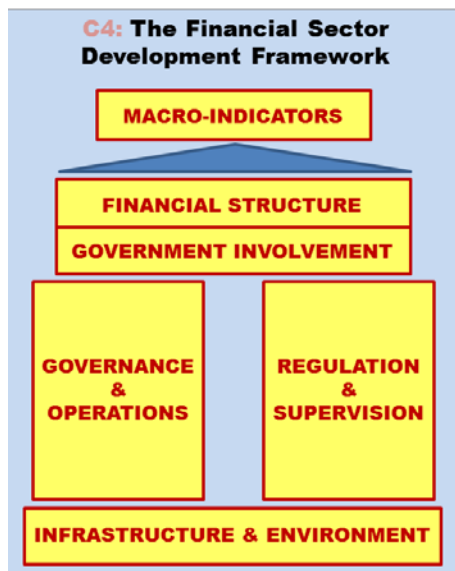 C4: The Financial Sector
Development Framework
MACRO-INDICATORS
FINANCIAL STRUCTURE
GOVERNMENT INVOLVEMENT
GOVERNANCE
&
OPERATIONS
REGULATION
&
SUPERVISION
INFRASTRUCTURE & ENVIRONMENT